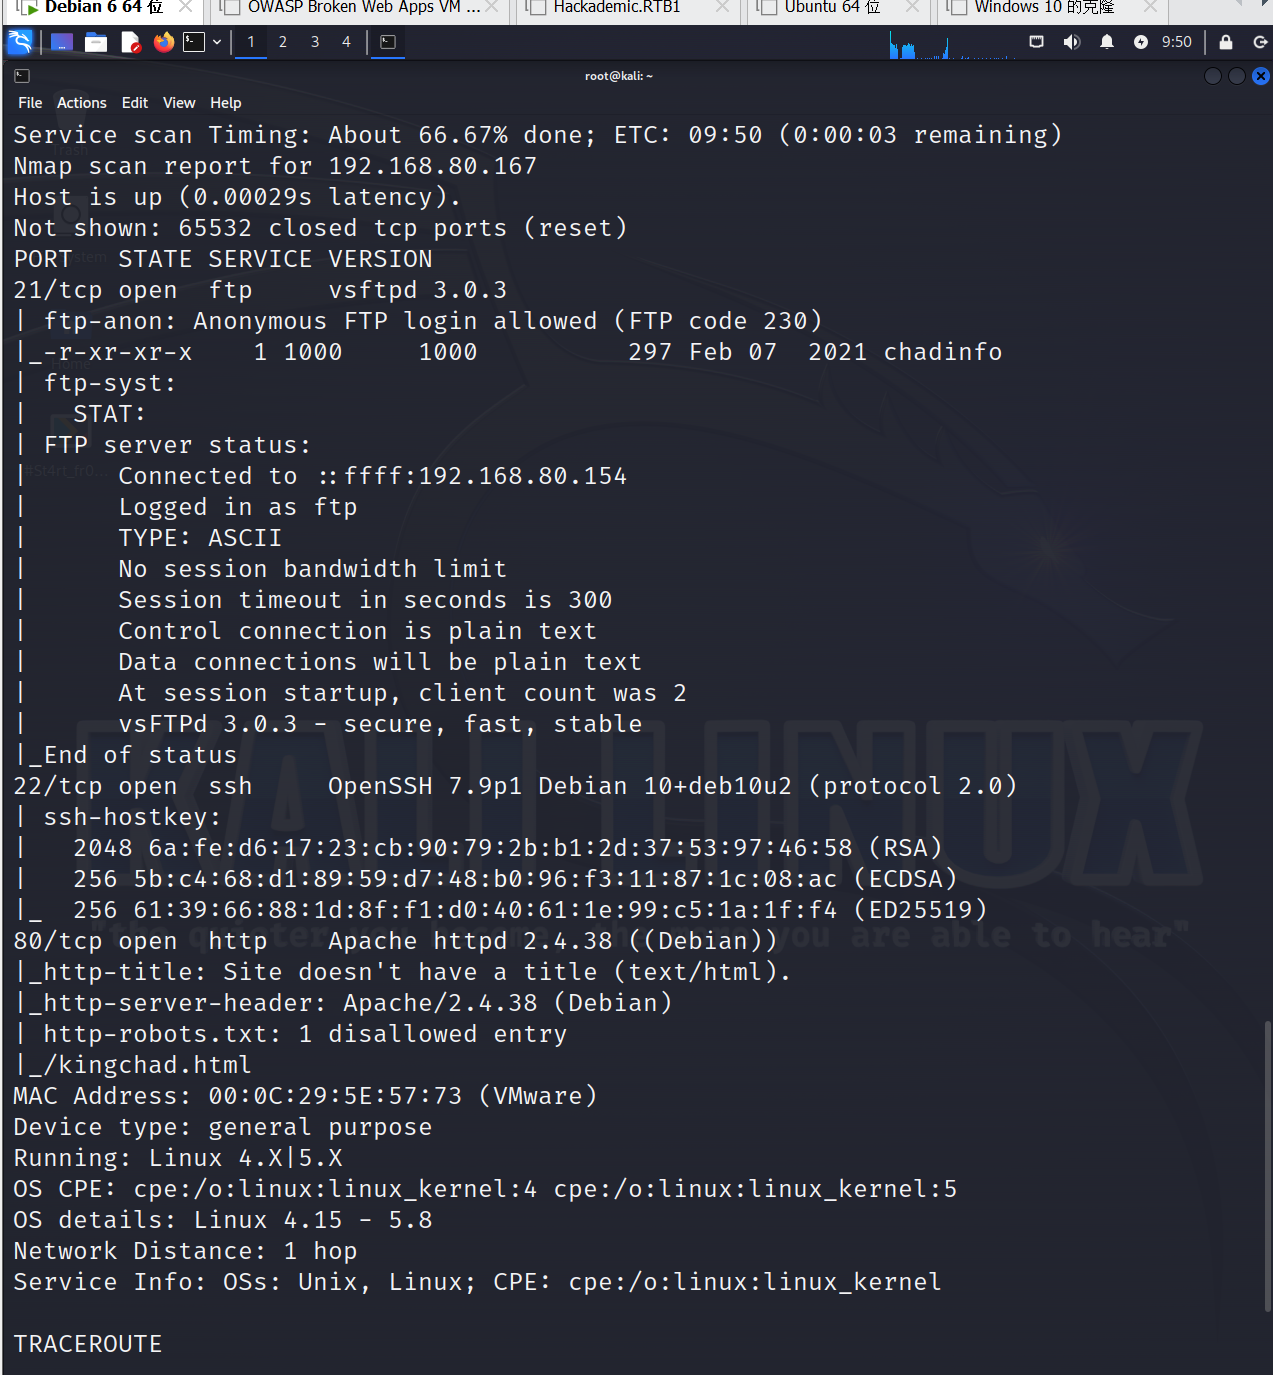 Debian 6 64 位
OWASP Broken Web Apps VM ...
Hackademic.RTB1
Ubuntu 64 位
Windows 10 的克隆
1 2 3 4
9:50
root@kali: ~
File Actions Edit View Help
Service scan Timing: About 66.67% done; ETC: 09:50 (0:00:03 remaining)
Nmap scan report for 192.168.80.167
Host is up (0.00029s latency).
Not shown: 65532 closed tcp ports (reset)
PORT   STATE SERVICE VERSION
21/tcp open  ftp     vsftpd 3.0.3
| ftp-anon: Anonymous FTP login allowed (FTP code 230)
|_-r-xr-xr-x    1 1000     1000          297 Feb 07  2021 chadinfo
| ftp-syst:
|   STAT:
| FTP server status:
|      Connected to ::ffff:192.168.80.154
|      Logged in as ftp
|      TYPE: ASCII
|      No session bandwidth limit
|      Session timeout in seconds is 300
|      Control connection is plain text
|      Data connections will be plain text
|      At session startup, client count was 2
|      vsFTPd 3.0.3 - secure, fast, stable
|_End of status
22/tcp open  ssh     OpenSSH 7.9p1 Debian 10+deb10u2 (protocol 2.0)
| ssh-hostkey:
|   2048 6a:fe:d6:17:23:cb:90:79:2b:b1:2d:37:53:97:46:58 (RSA)
|   256 5b:c4:68:d1:89:59:d7:48:b0:96:f3:11:87:1c:08:ac (ECDSA)
|_  256 61:39:66:88:1d:8f:f1:d0:40:61:1e:99:c5:1a:1f:f4 (ED25519)
80/tcp open  http    Apache httpd 2.4.38 ((Debian))
|_http-title: Site doesn't have a title (text/html).
|_http-server-header: Apache/2.4.38 (Debian)
| http-robots.txt: 1 disallowed entry
|_/kingchad.html
MAC Address: 00:0C:29:5E:57:73 (VMware)
Device type: general purpose
Running: Linux 4.X|5.X
OS CPE: cpe:/o:linux:linux_kernel:4 cpe:/o:linux:linux_kernel:5
OS details: Linux 4.15 - 5.8
Network Distance: 1 hop
Service Info: OSs: Unix, Linux; CPE: cpe:/o:linux:linux_kernel
TRACEROUTE
KALI LINUX